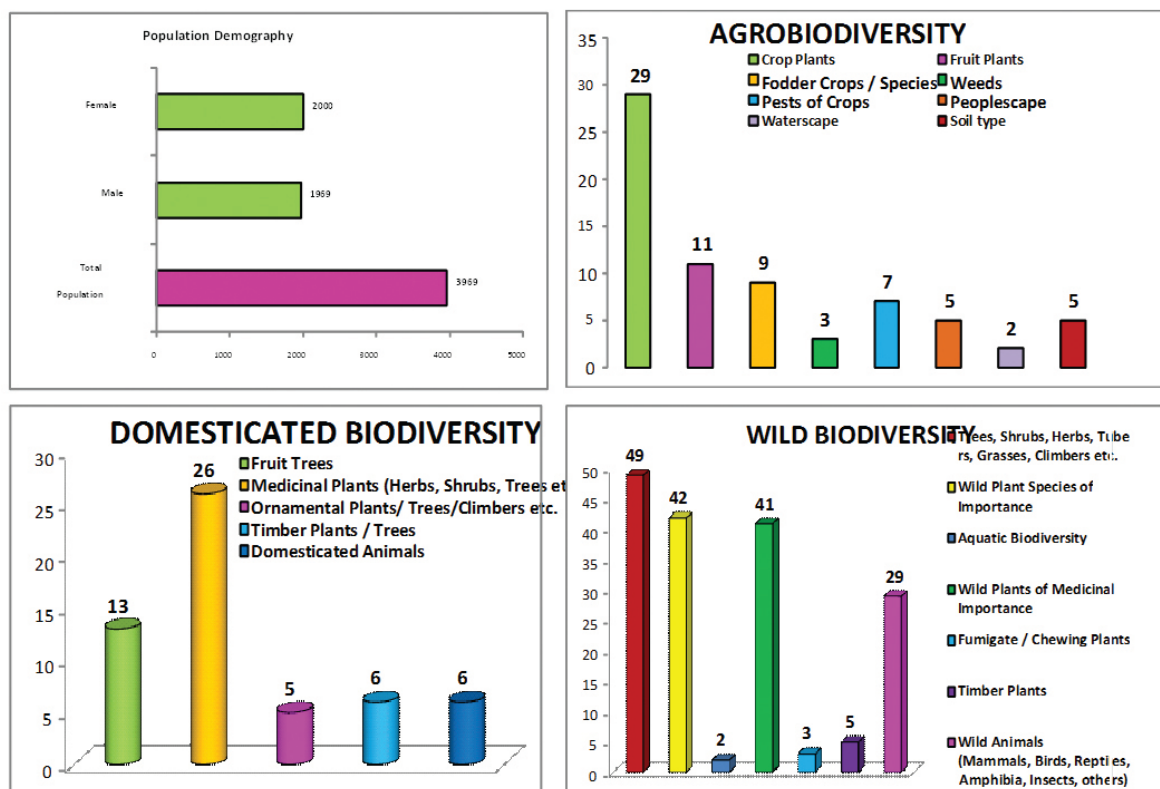 Population Demography
Female
2000
Male
1969
Total
Population
3969
0 1000 2000 3000 4000 5000
AGROBIODIVERSITY
Crop Plants
Fruit Plants
Fodder Crops / Species
Weeds
Pests of Crops
Peoplescape
Waterscape
Soil type
35
30
25
20
15
10
5
0
29
11
9
3
7
5
2
5
DOMESTICATED BIODIVERSITY
Fruit Trees
Medicinal Plants (Herbs, Shrubs, Trees et
Ornamental Plants/ Trees/Climbers etc.
Timber Plants / Trees
Domesticated Animals
30
25
20
15
10
5
0
13
26
5
6
6
WILD BIODIVERSITY
Trees, Shrubs, Herbs, Tube
rs, Grasses, Climbers etc.
Wild Plant Species of
Importance
Aquatic Biodiversity
Wild Plants of Medicinal
Importance
Fumigate / Chewing Plants
Timber Plants
Wild Animals
(Mammals, Birds, Reptiles,
Amphibia, Insects, others)
50
45
40
35
30
25
20
15
10
5
0
49
42
2
41
3
5
29